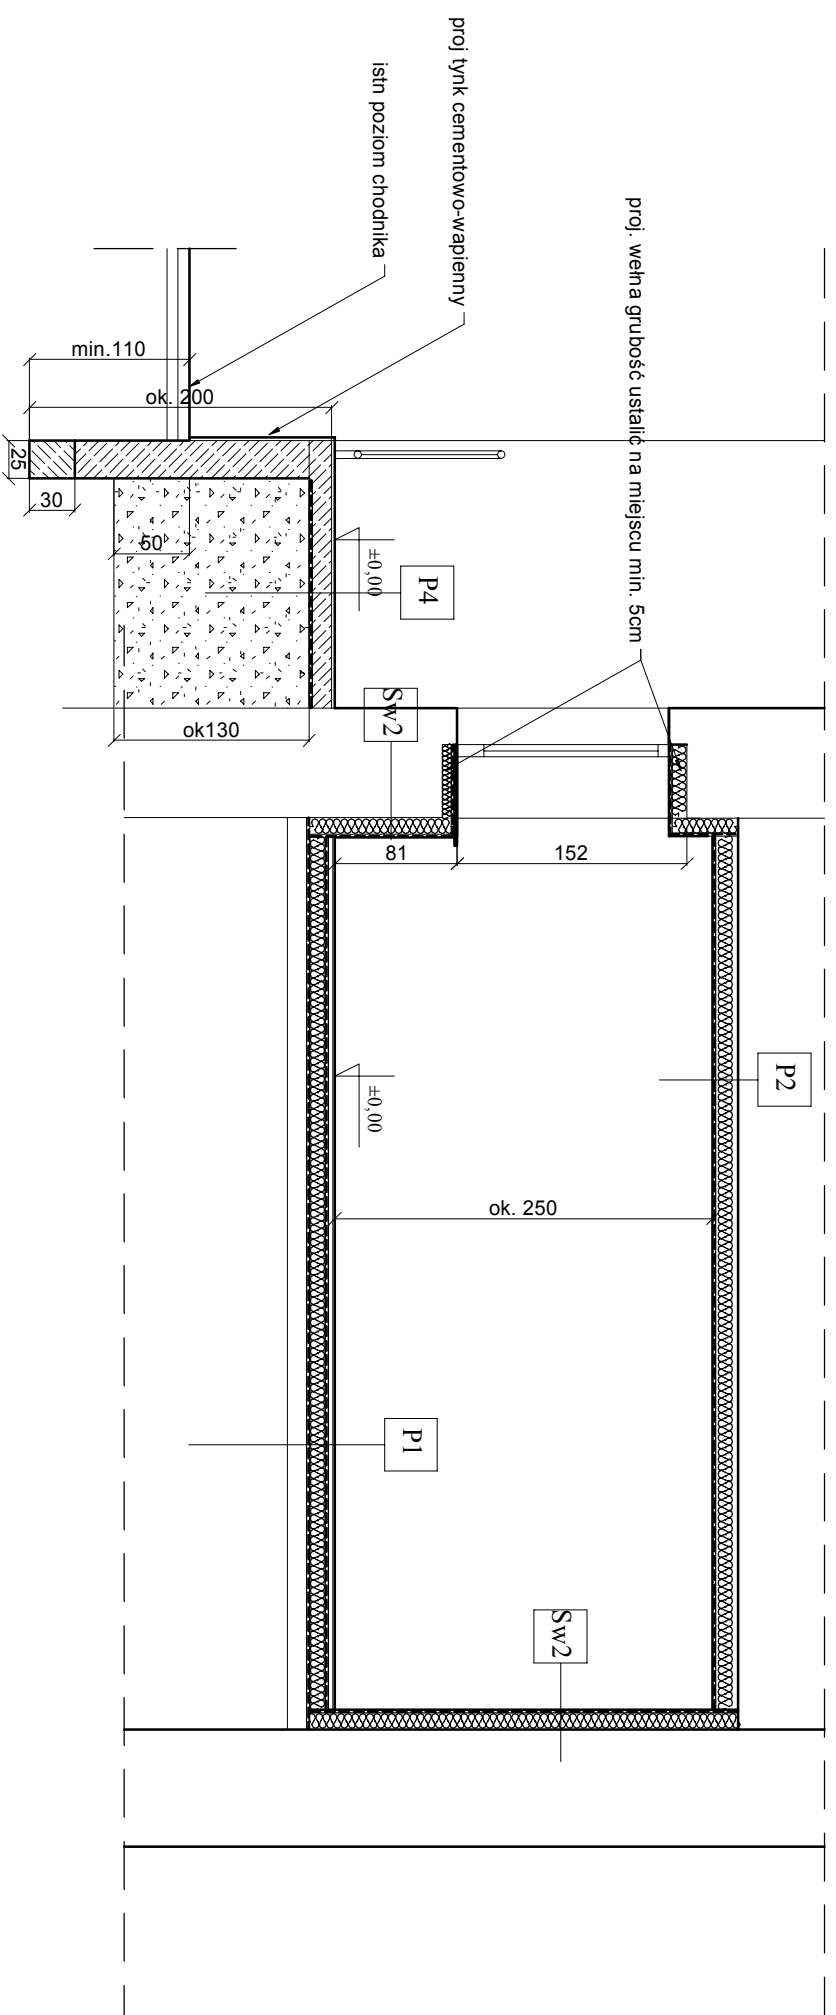 proj tynk cementowo-wapienny
istn poziom chodnika
proj. wełna grubość ustalić na miejscu min. 5cm
min.110
ok. 200
25
30
50
±0,00
P4
ok130
Sw2
81
152
P2
±0,00
ok. 250
P1
Sw2